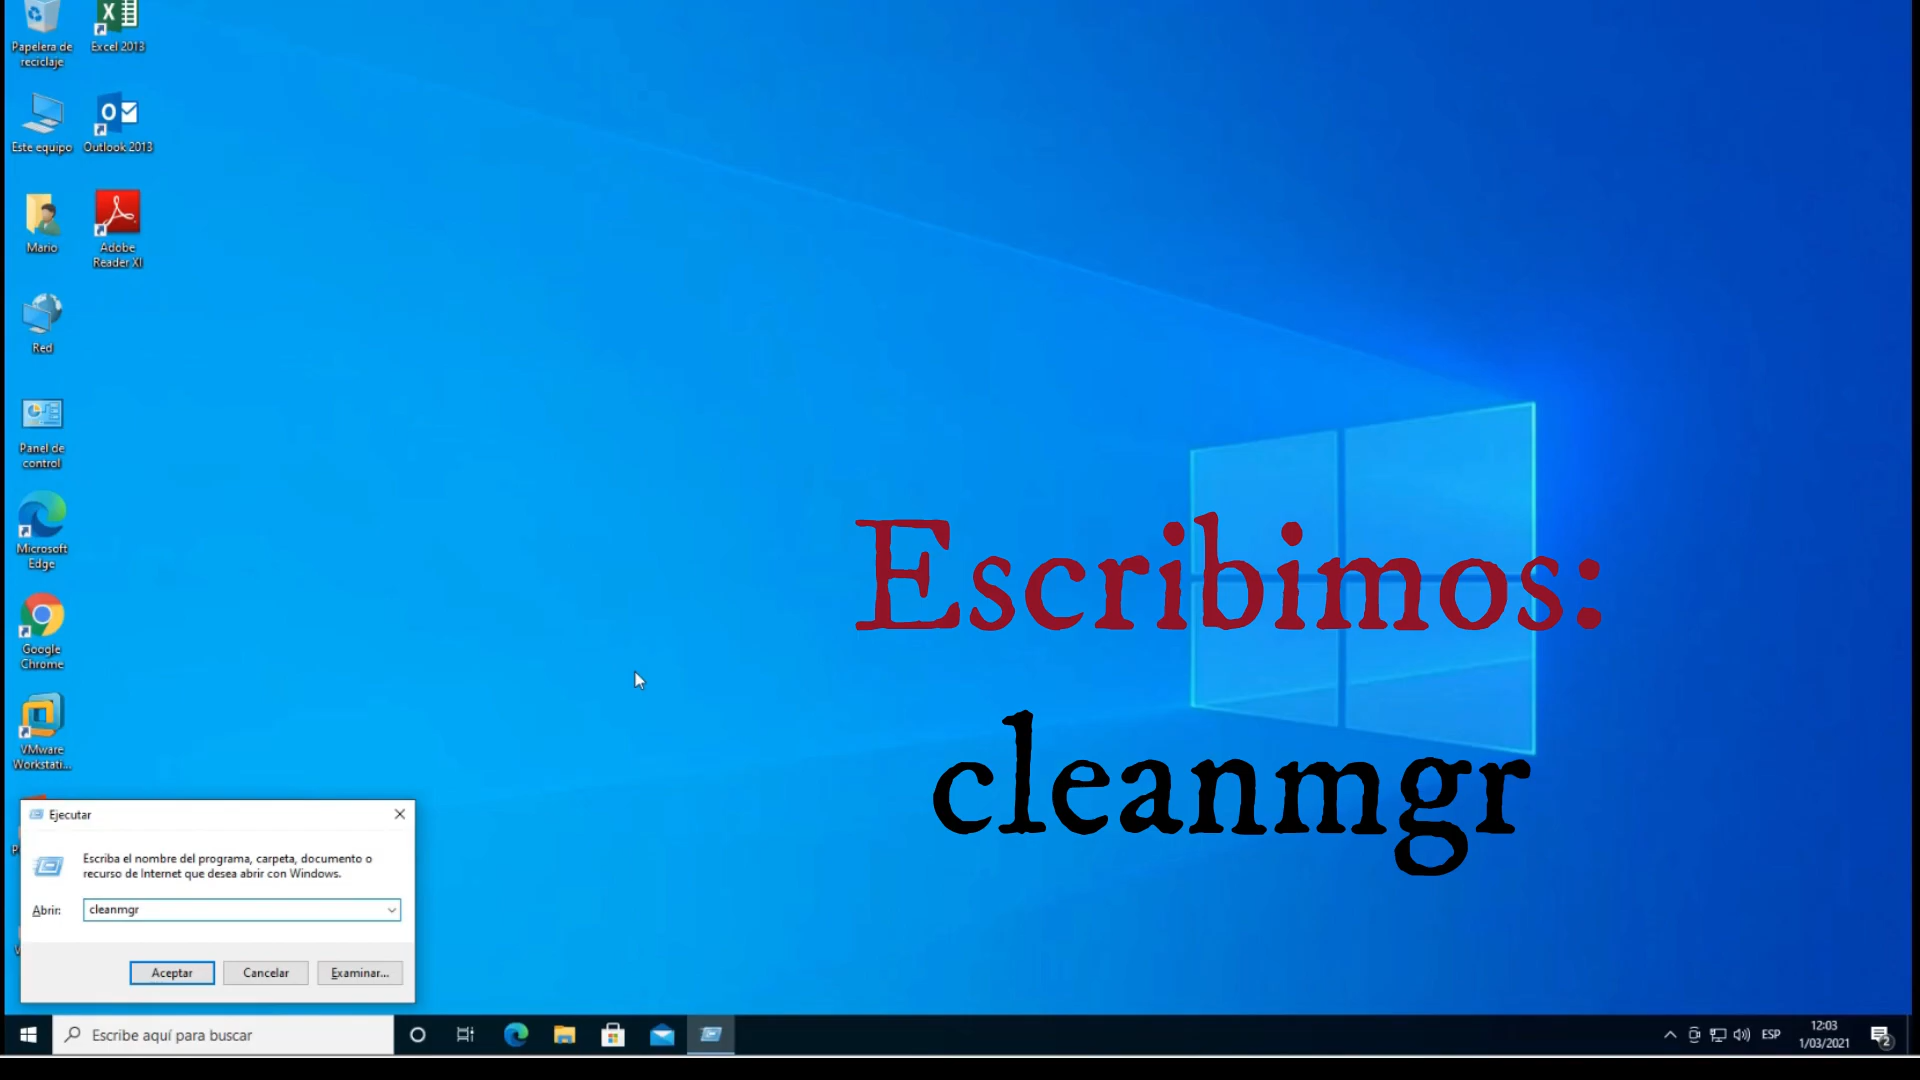 Papelera de
reciclaje
Excel 2013
Este equipo
Outlook 2013
Mario
Adobe
Reader XI
Red
Panel de
control
Microsoft
Edge
Google
Chrome
VMware
Workstati...
Escribimos:
cleanmgr
Ejecutar
Escriba el nombre del programa, carpeta, documento o
recurso de Internet que desea abrir con Windows.
Abrir:
cleanmgr
Aceptar
Cancelar
Examinar...
Escribe aquí para buscar
ESP
12:03
1/03/2021
2